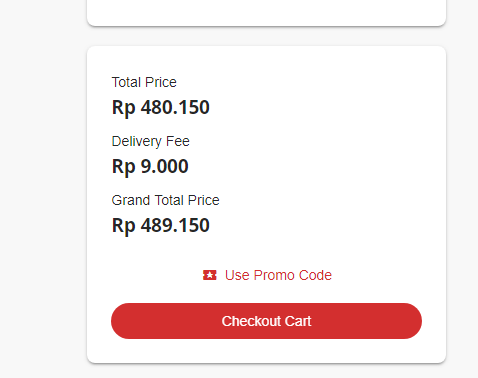 Total Price
Rp 480.150
Delivery Fee
Rp 9.000
Grand Total Price
Rp 489.150
Use Promo Code
Checkout Cart